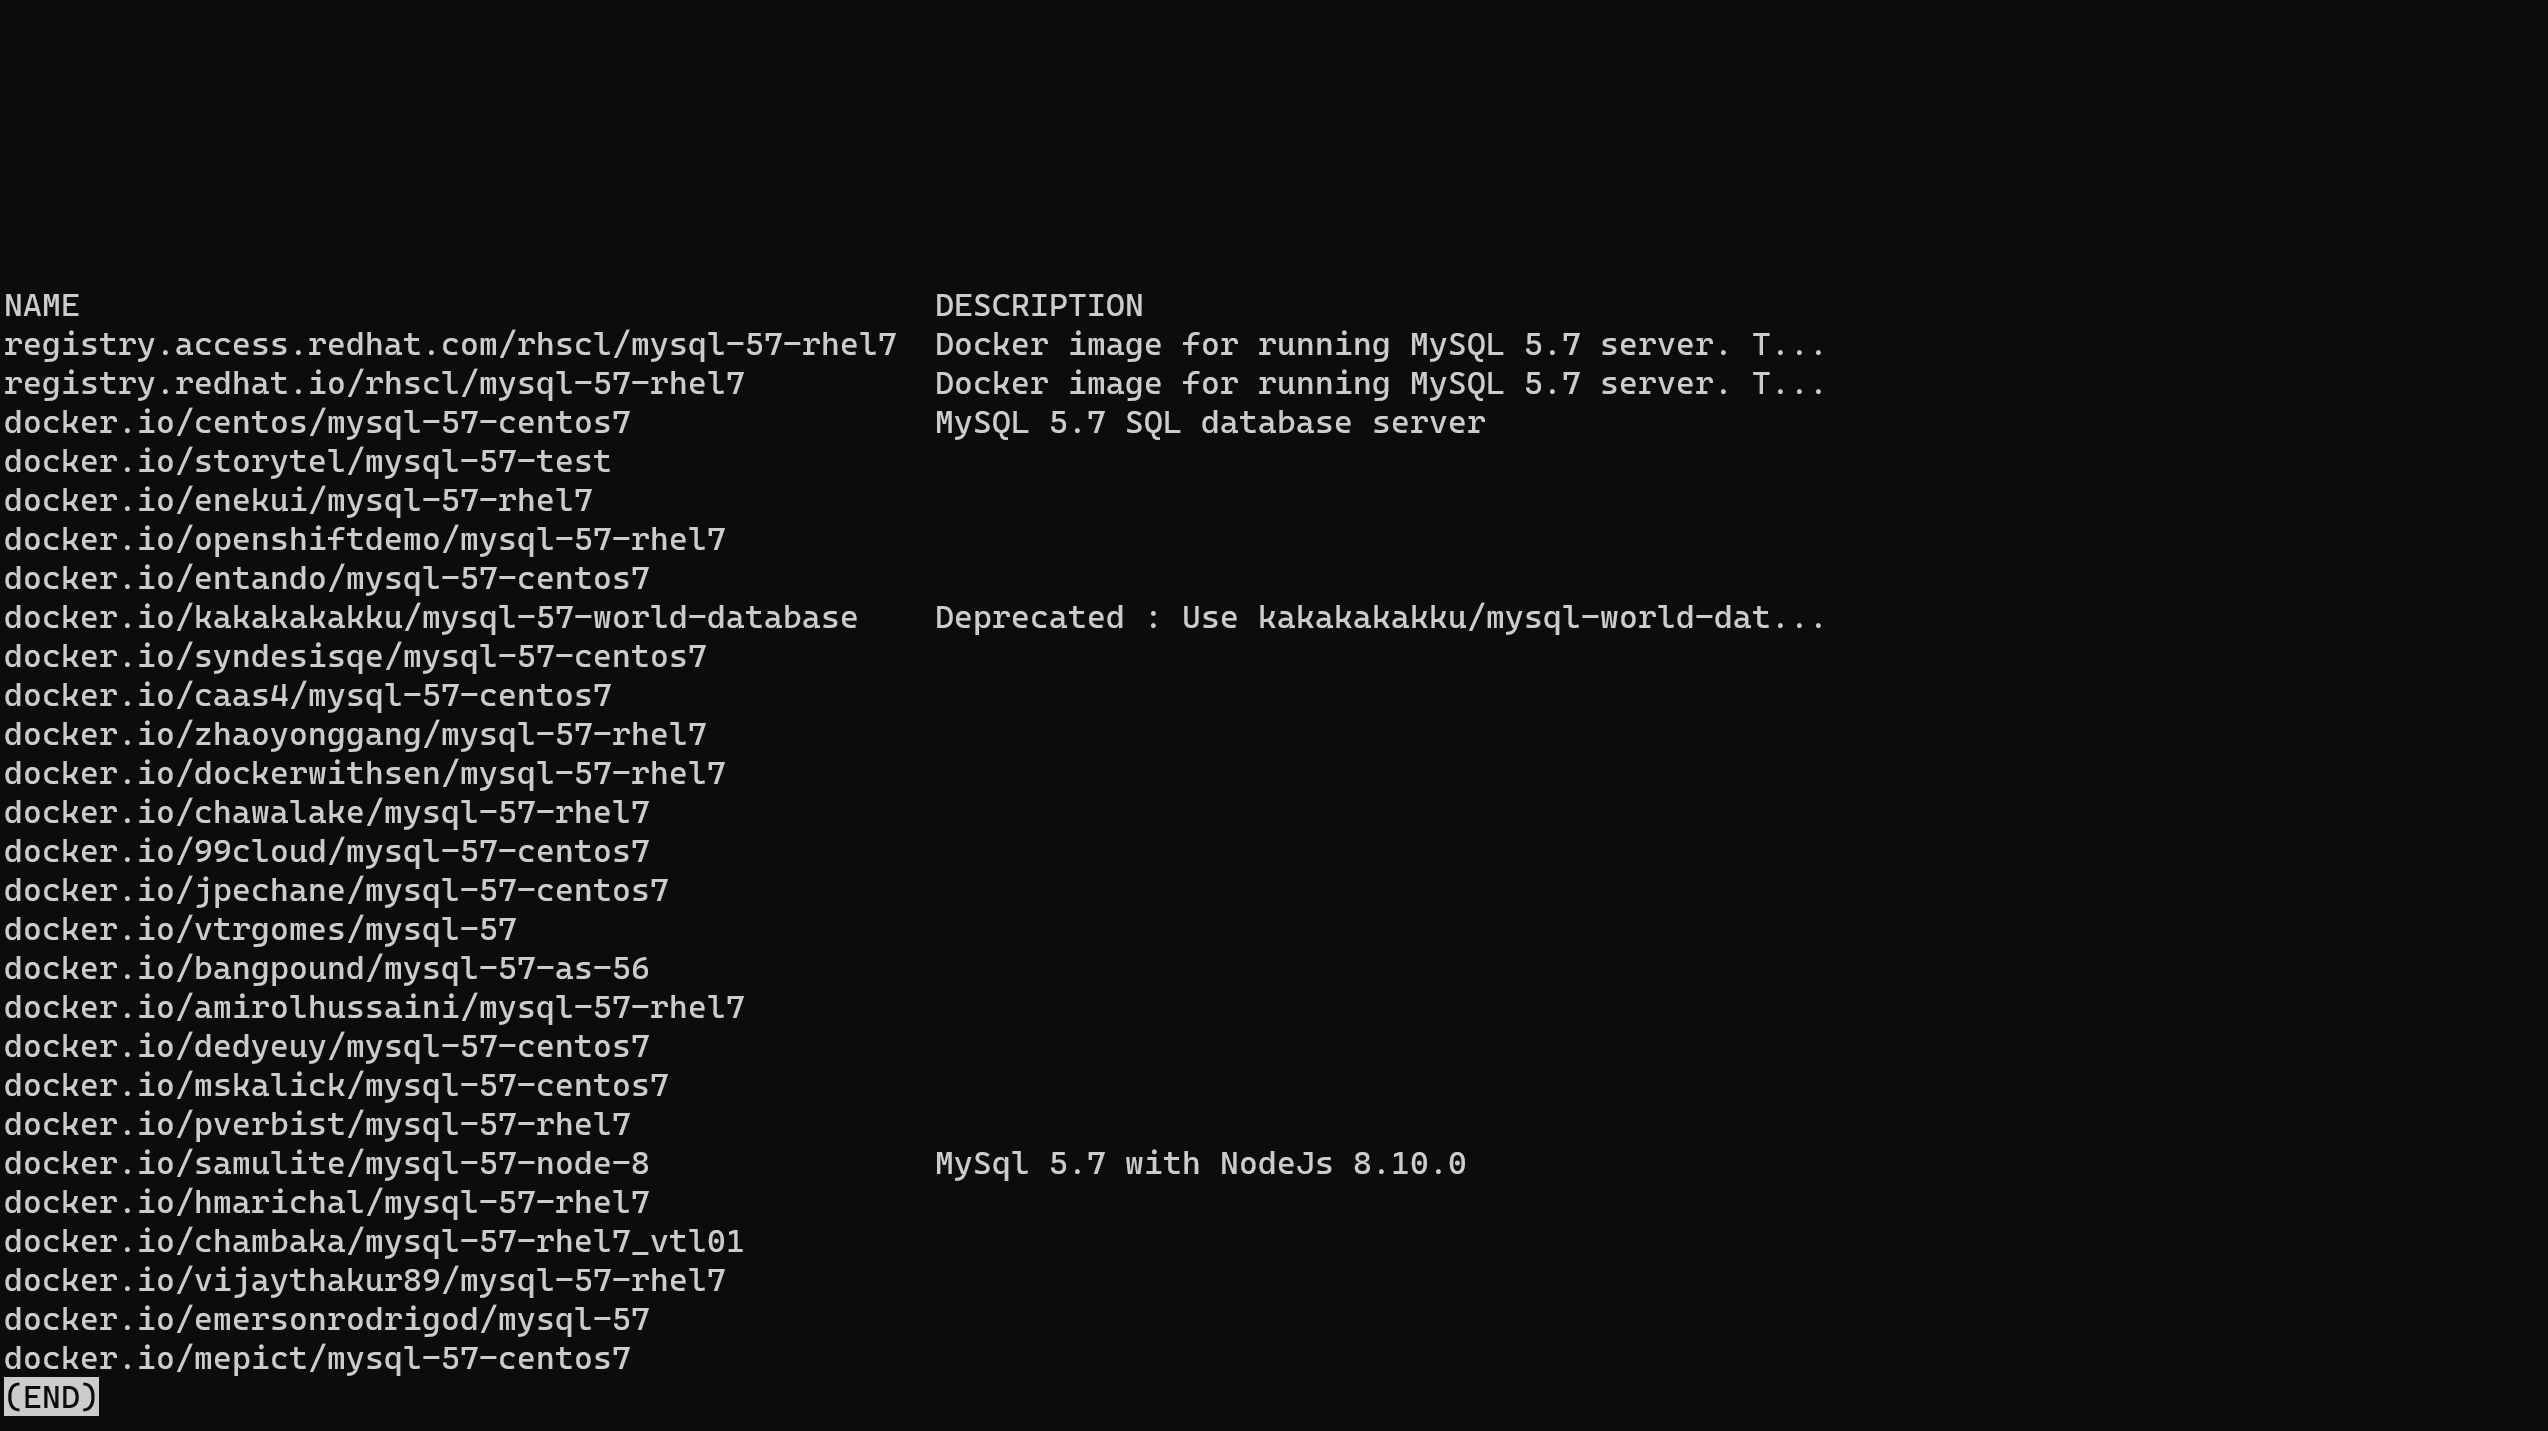 NAME                                             DESCRIPTION
registry.access.redhat.com/rhscl/mysql-57-rhel7  Docker image for running MySQL 5.7 server. T...
registry.redhat.io/rhscl/mysql-57-rhel7          Docker image for running MySQL 5.7 server. T...
docker.io/centos/mysql-57-centos7                MySQL 5.7 SQL database server
docker.io/storytel/mysql-57-test
docker.io/enekui/mysql-57-rhel7
docker.io/openshiftdemo/mysql-57-rhel7
docker.io/entando/mysql-57-centos7
docker.io/kakakakakku/mysql-57-world-database    Deprecated : Use kakakakakku/mysql-world-dat...
docker.io/syndesisqe/mysql-57-centos7
docker.io/caas4/mysql-57-centos7
docker.io/zhaoyonggang/mysql-57-rhel7
docker.io/dockerwithsen/mysql-57-rhel7
docker.io/chawalake/mysql-57-rhel7
docker.io/99cloud/mysql-57-centos7
docker.io/jpechane/mysql-57-centos7
docker.io/vtrgomes/mysql-57
docker.io/bangpound/mysql-57-as-56
docker.io/amirolhussaini/mysql-57-rhel7
docker.io/dedyeuy/mysql-57-centos7
docker.io/mskalick/mysql-57-centos7
docker.io/pverbist/mysql-57-rhel7
docker.io/samulite/mysql-57-node-8               MySql 5.7 with NodeJs 8.10.0
docker.io/hmarichal/mysql-57-rhel7
docker.io/chambaka/mysql-57-rhel7_vtl01
docker.io/vijaythakur89/mysql-57-rhel7
docker.io/emersonrodrigod/mysql-57
docker.io/mepict/mysql-57-centos7
(END)